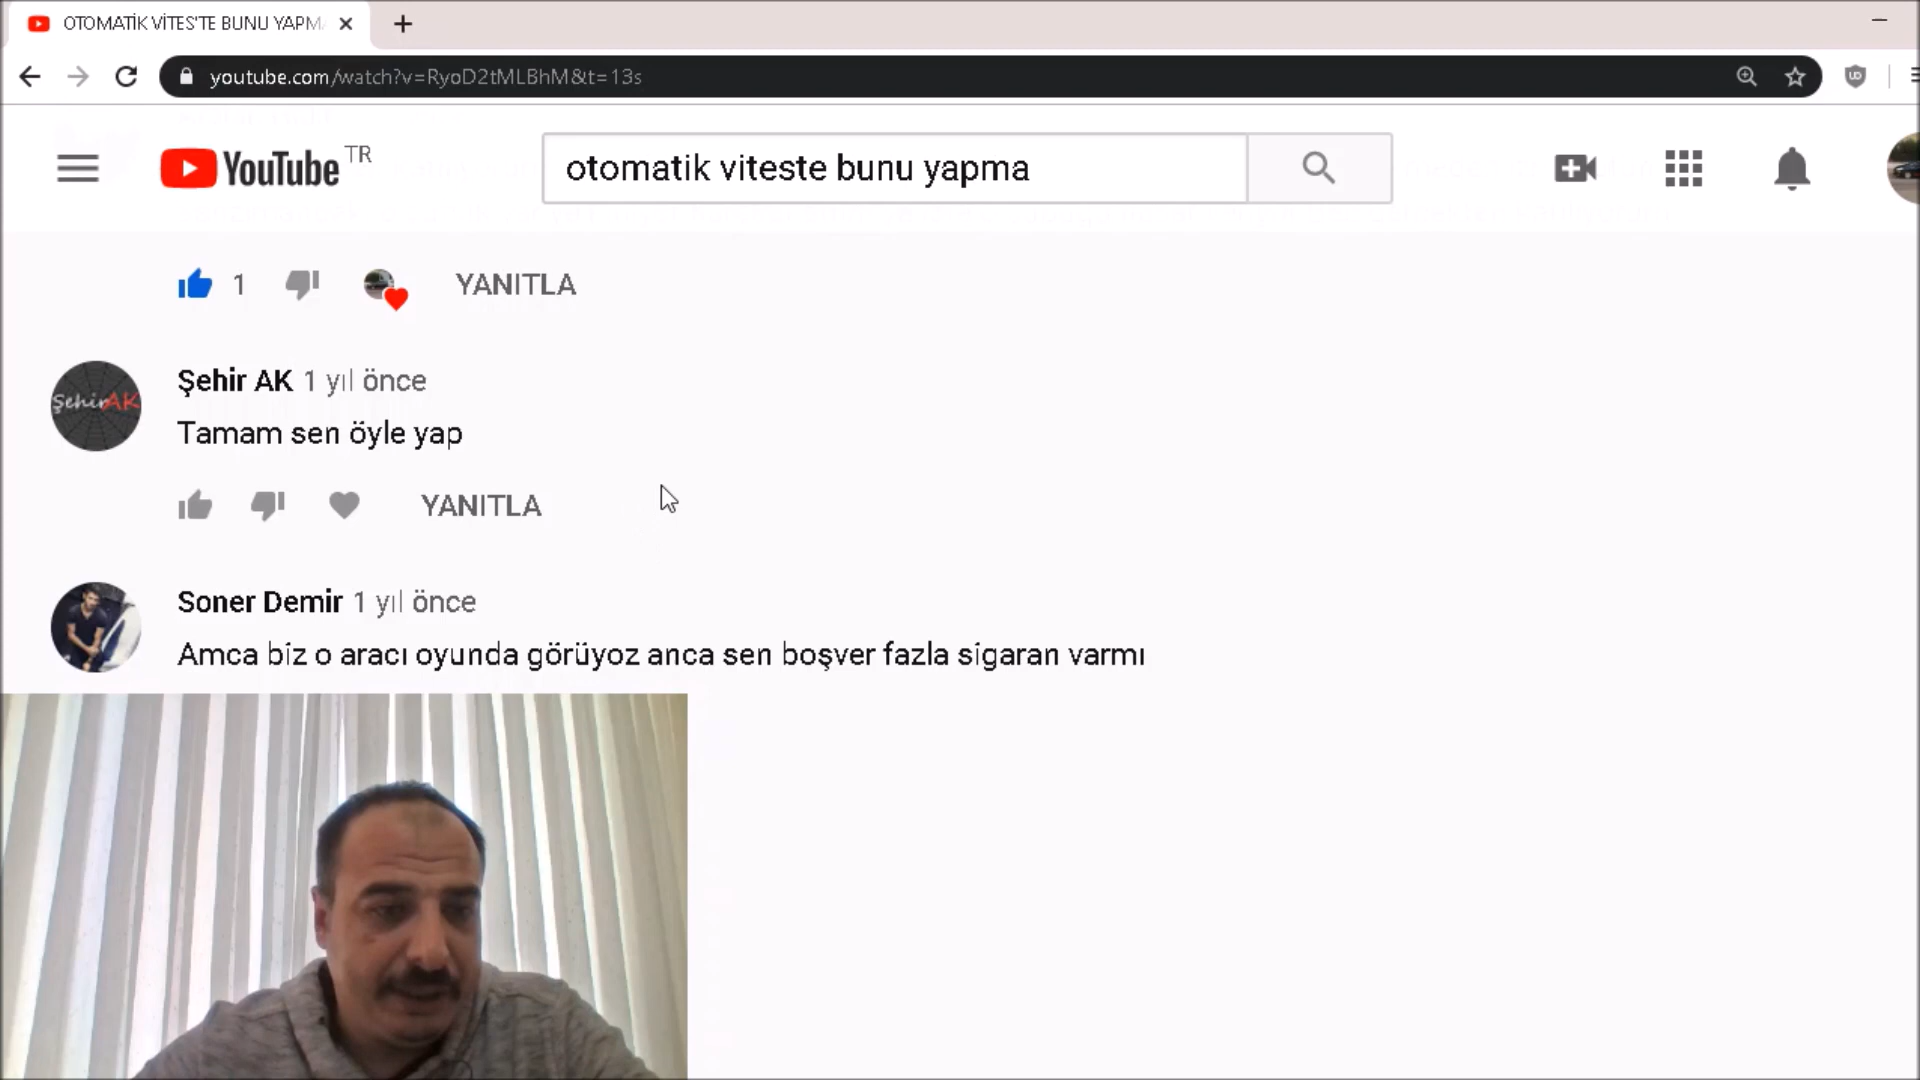 OTOMATİK VİTES'TE BUNU YAPM
youtube.com/watch?v=RyoD2tMLBhM&t=13s
YouTube TR
otomatik viteste bunu yapma
1 YANITLA
ŞehirAK
Şehir AK 1 yıl önce
Tamam sen öyle yap
YANITLA
Soner Demir 1 yıl önce
Amca biz o aracı oyunda görüyoz anca sen boşver fazla sigaran varmı